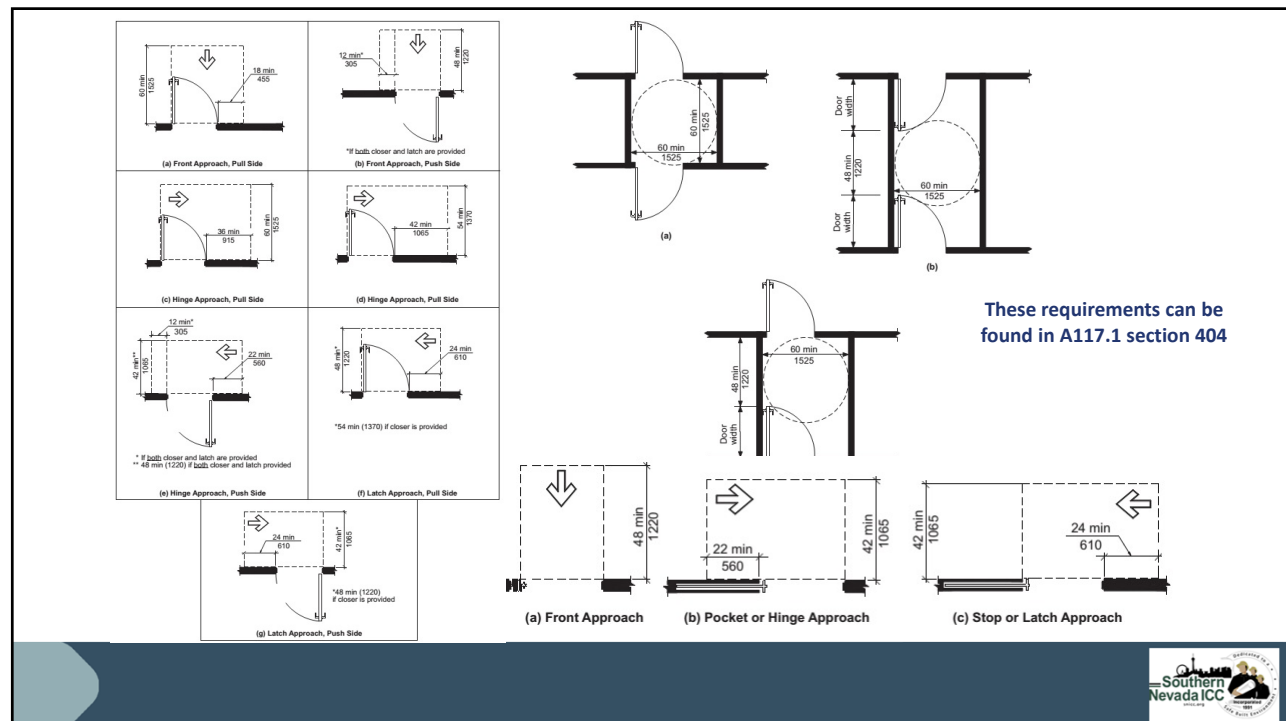 60 min
1525
18 min
455
(a) Front Approach, Pull Side
12 min*
305
48 min
1220
*If both closer and latch are provided
(b) Front Approach, Push Side
36 min
915
60 min
1525
(c) Hinge Approach, Pull Side
42 min
1065
54 min
1370
(d) Hinge Approach, Pull Side
12 min*
305
42 min**
1065
22 min
560
* If both closer and latch are provided
** 48 min (1220) if both closer and latch provided
(e) Hinge Approach, Push Side
48 min*
1220
24 min
610
*54 min (1370) if closer is provided
(f) Latch Approach, Pull Side
24 min
610
42 min*
1065
*48 min (1220)
if closer is provided
(g) Latch Approach, Push Side
60 min
1525
60 min
1525
(a)
Door
width
48 min
1220
Door
width
60 min
1525
(b)
60 min
1525
48 min
1220
Door
width
These requirements can be
found in A117.1 section 404
48 min
1220
(a) Front Approach
22 min
560
42 min
1065
(b) Pocket or Hinge Approach
42 min
1065
24 min
610
(c) Stop or Latch Approach
Southern
Nevada ICC
Incorporated
1991